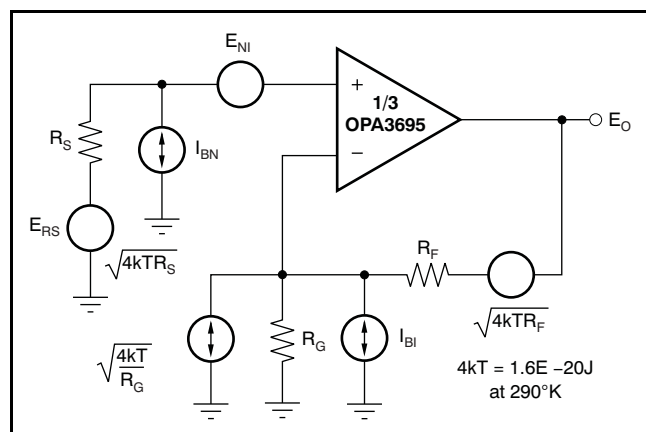 E_NI
+
1/3
OPA3695
−
E_O
R_S
I_BN
E_RS
√4kTR_S
R_F
√4kTR_F
√4kT/R_G
R_G
I_BI
4kT = 1.6E −20J
at 290°K